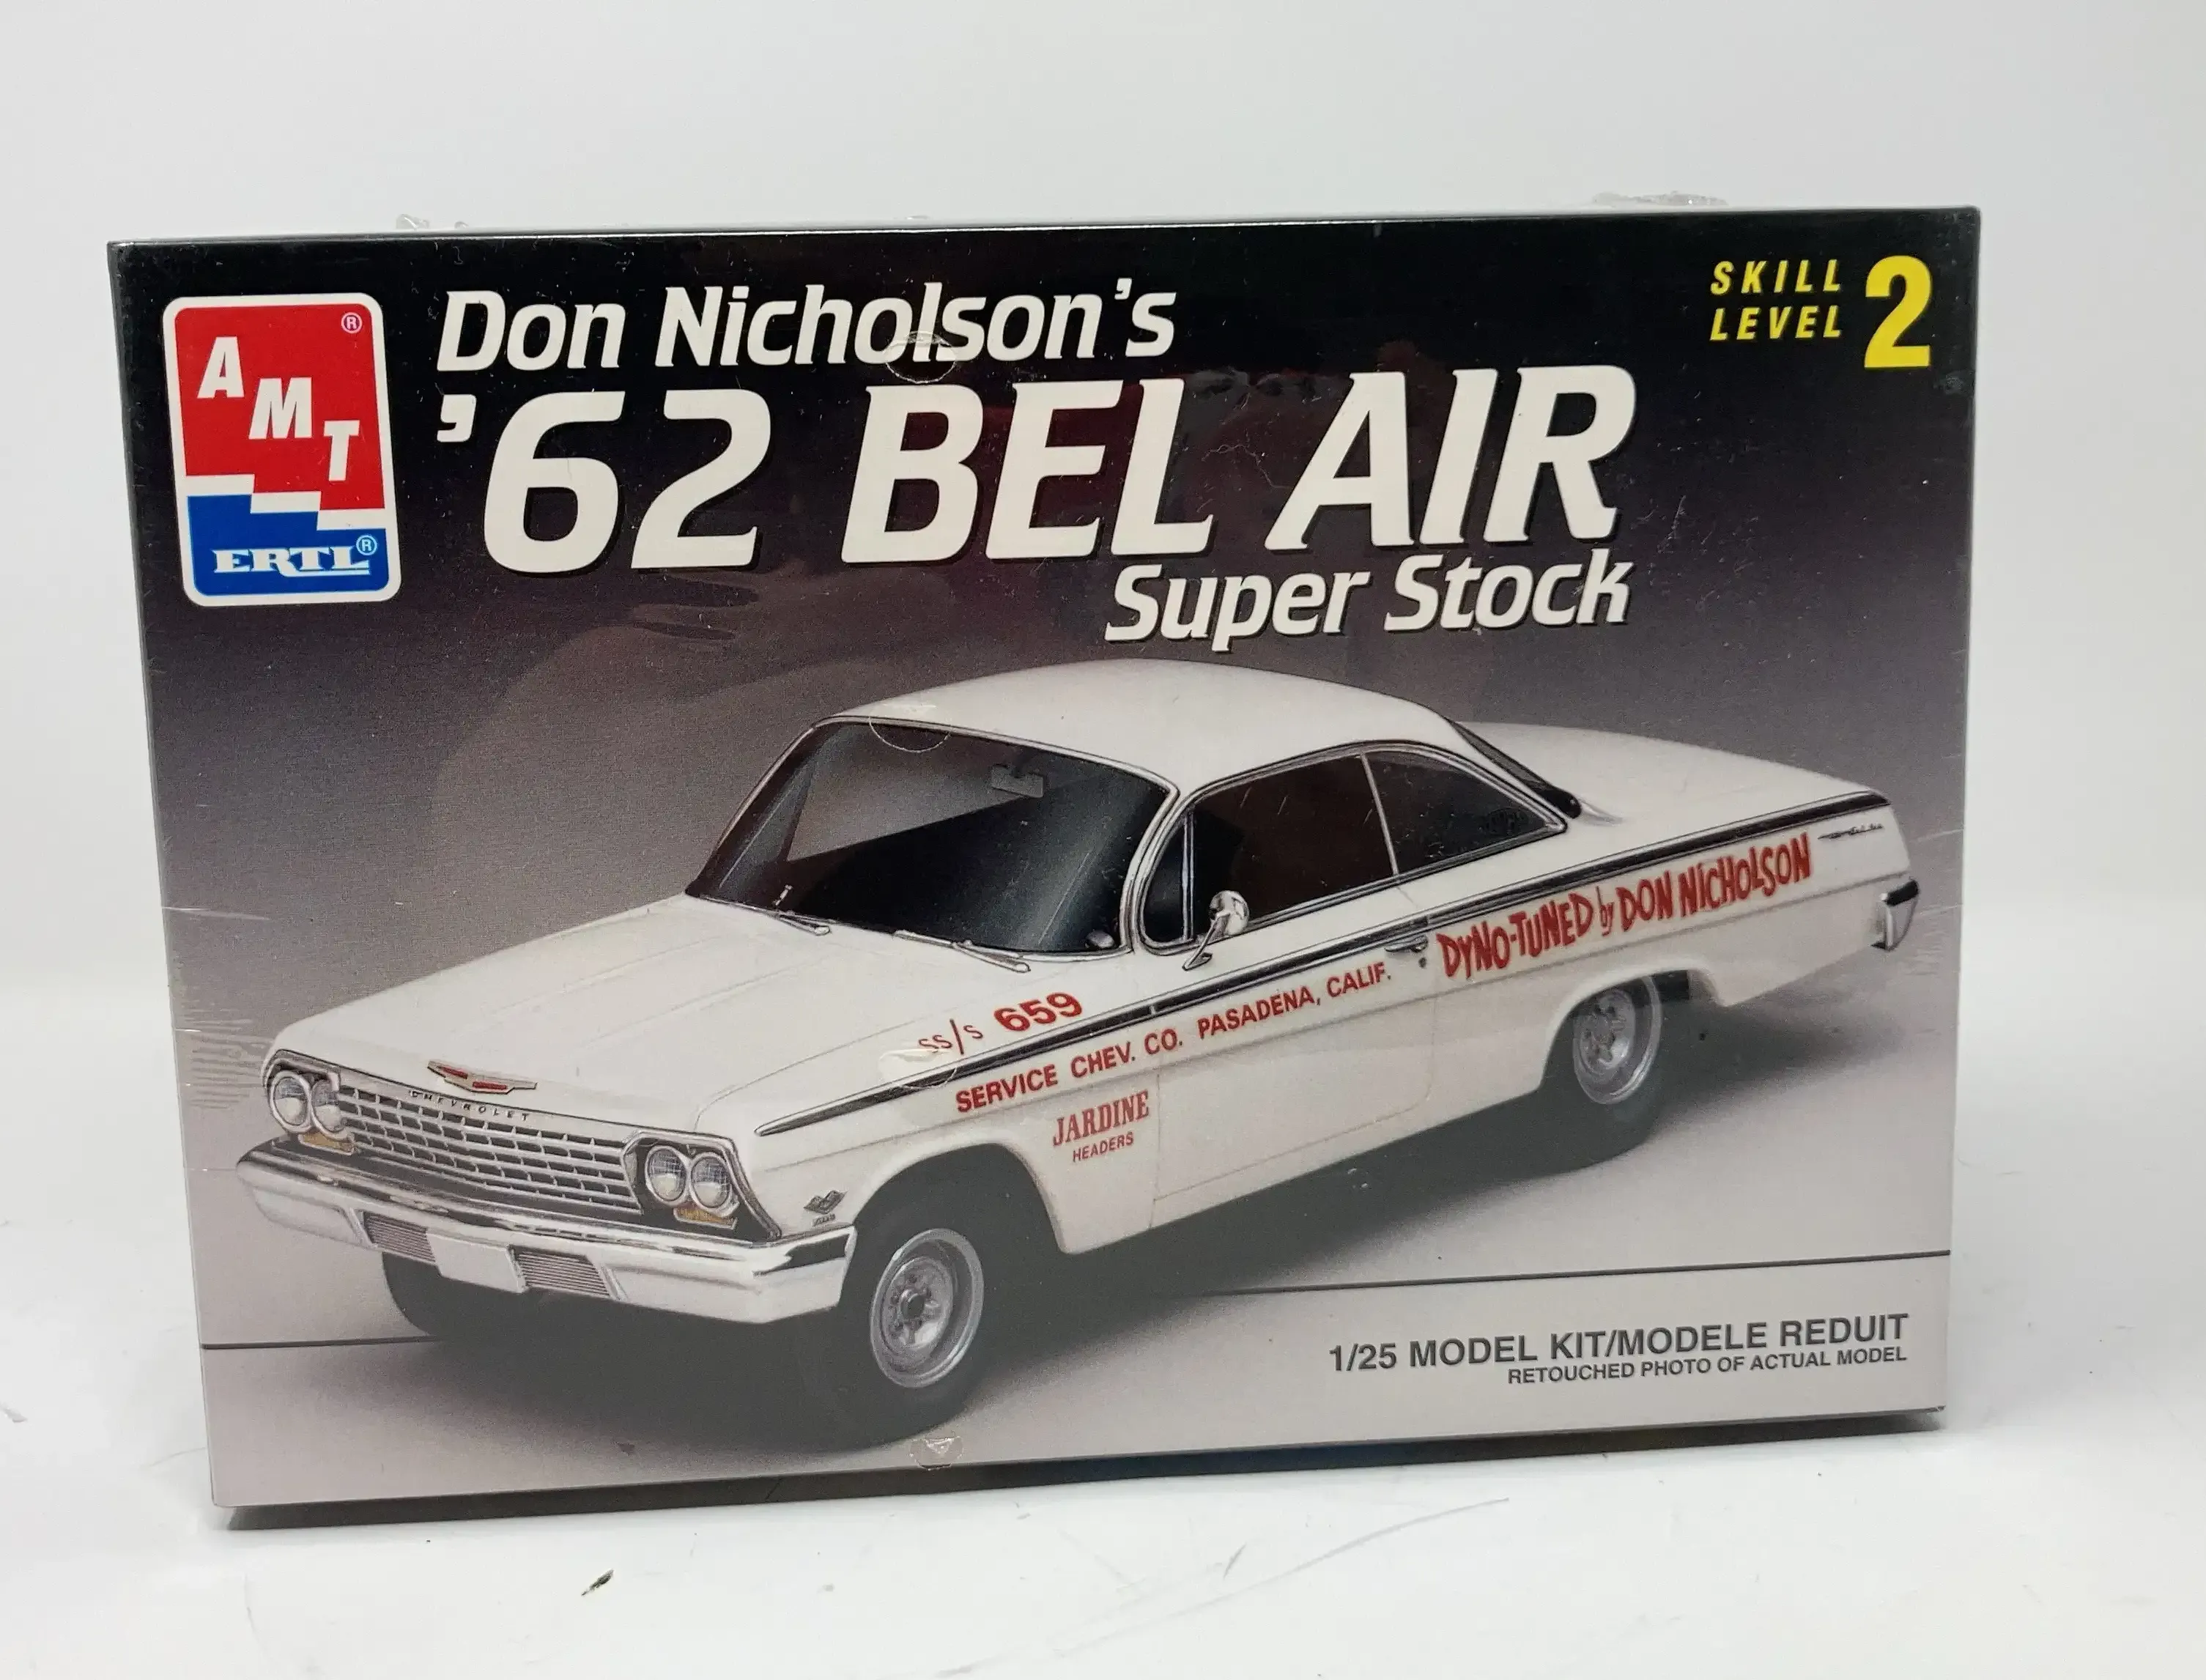 AMT®
ERTL®
Don Nicholson's
'62 BEL AIR
Super Stock
SKILL
LEVEL 2
DYNO-TUNED by DON NICHOLSON
SS/S 659
SERVICE CHEV. CO. PASADENA, CALIF.
JARDINE
HEADERS
CHEVROLET
1/25 MODEL KIT/MODELE REDUIT
RETOUCHED PHOTO OF ACTUAL MODEL